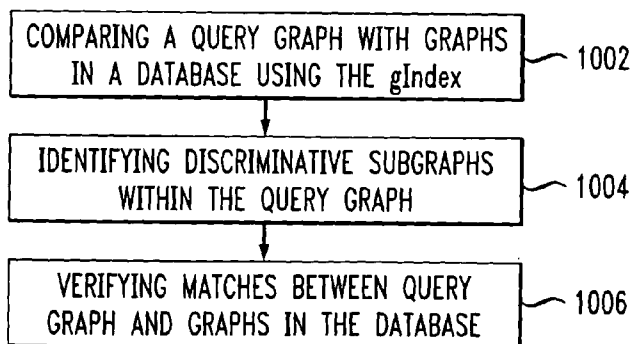 COMPARING A QUERY GRAPH WITH GRAPHS
IN A DATABASE USING THE gIndex
1002
IDENTIFYING DISCRIMINATIVE SUBGRAPHS
WITHIN THE QUERY GRAPH
1004
VERIFYING MATCHES BETWEEN QUERY
GRAPH AND GRAPHS IN THE DATABASE
1006